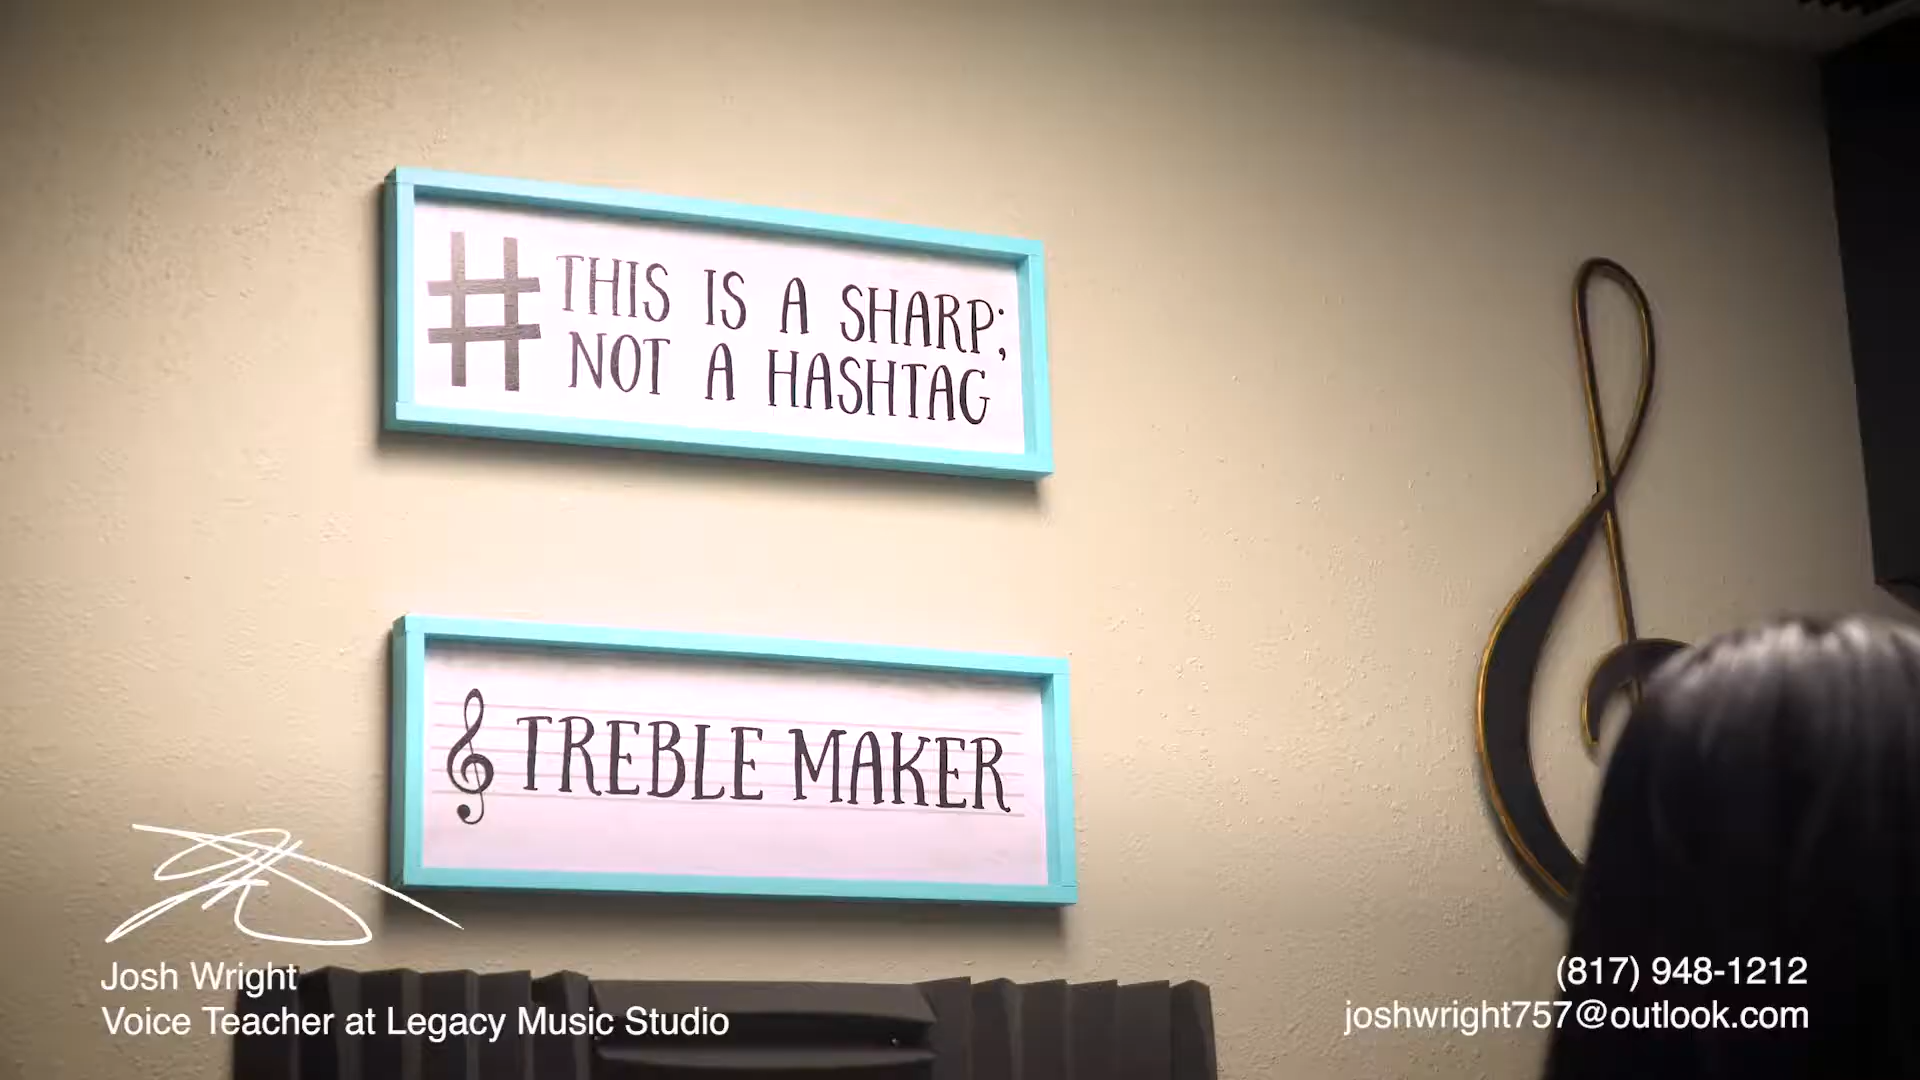 # THIS IS A SHARP;
NOT A HASHTAG
TREBLE MAKER
Josh Wright
Voice Teacher at Legacy Music Studio
(817) 948-1212
joshwright757@outlook.com